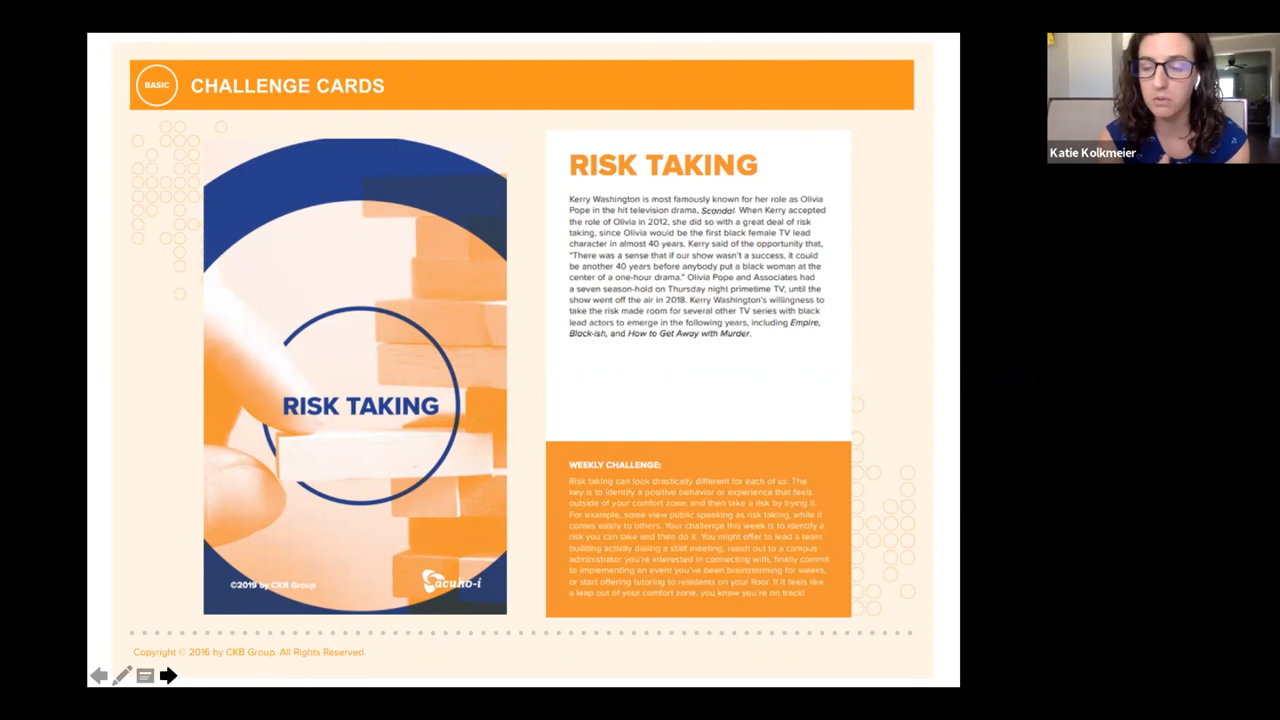 BASIC
CHALLENGE CARDS
RISK TAKING
©2019 by CKB Group
acuho-i
RISK TAKING
Kerry Washington is most famously known for her role as Olivia
Pope in the hit television drama, Scandal. When Kerry accepted
the role of Olivia in 2012, she did so with a great deal of risk
taking, since Olivia would be the first black female TV lead
character in almost 40 years. Kerry said of the opportunity that,
"There was a sense that if our show wasn't a success, it could
be another 40 years before anybody put a black woman at the
center of a one-hour drama." Olivia Pope and Associates had
a seven season-hold on Thursday night primetime TV, until the
show went off the air in 2018. Kerry Washington's willingness to
take the risk made room for several other TV series with black
lead actors to emerge in the following years, including Empire,
Black-ish, and How to Get Away with Murder.
WEEKLY CHALLENGE:
Risk taking can look drastically different for each of us. The
key is to identify a positive behavior or experience that feels
outside of your comfort zone, and then take a risk by trying it.
For example, some view public speaking as risk taking, while it
comes easily to others. Your challenge this week is to identify a
risk you can take and then do it. You might offer to lead a team
building activity during a staff meeting, reach out to a campus
administrator you're interested in connecting with, finally commit
to implementing an event you've been brainstorming for weeks,
or start offering tutoring to residents on your floor. If it feels like
a leap out of your comfort zone, you know you're on track!
Copyright © 2016 by CKB Group. All Rights Reserved.
Katie Kolkmeier